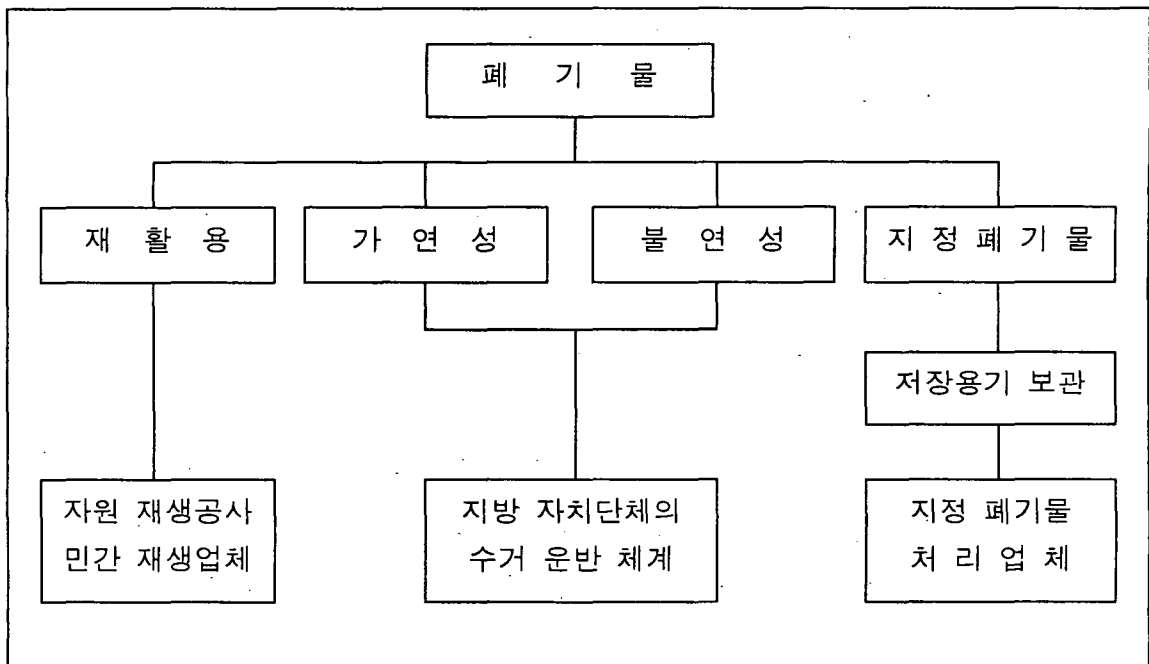 폐 기 물
재 활 용
가 연 성
불 연 성
지 정 폐 기 물
저장용기 보관
자원 재생공사
민간 재생업체
지방 자치단체의
수거 운반 체계
지정 폐기물
처 리 업 체